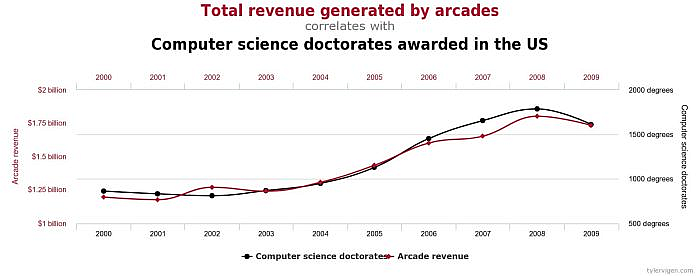 Total revenue generated by arcades
correlates with
Computer science doctorates awarded in the US
2000 2001 2002 2003 2004 2005 2006 2007 2008 2009
$2 billion 2000 degrees
$1.75 billion
1500 degrees
$1.5 billion
1000 degrees
$1.25 billion
$1 billion 500 degrees
Arcade revenue
Computer science doctorates
2000 2001 2002 2003 2004 2005 2006 2007 2008 2009
Computer science doctorates Arcade revenue
tylervigen.com